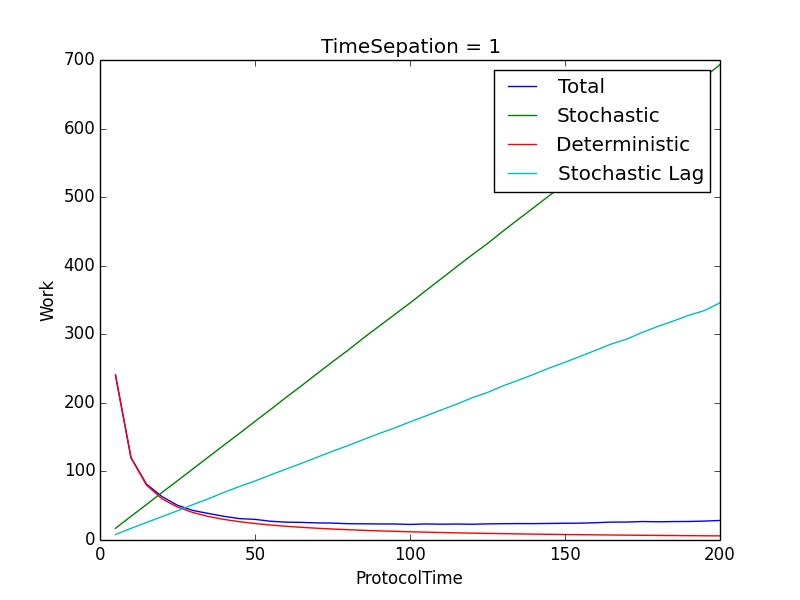 TimeSepation = 1
700
600
500
400
300
200
100
0
Work
Total
Stochastic
Deterministic
Stochastic Lag
0 50 100 150 200
ProtocolTime